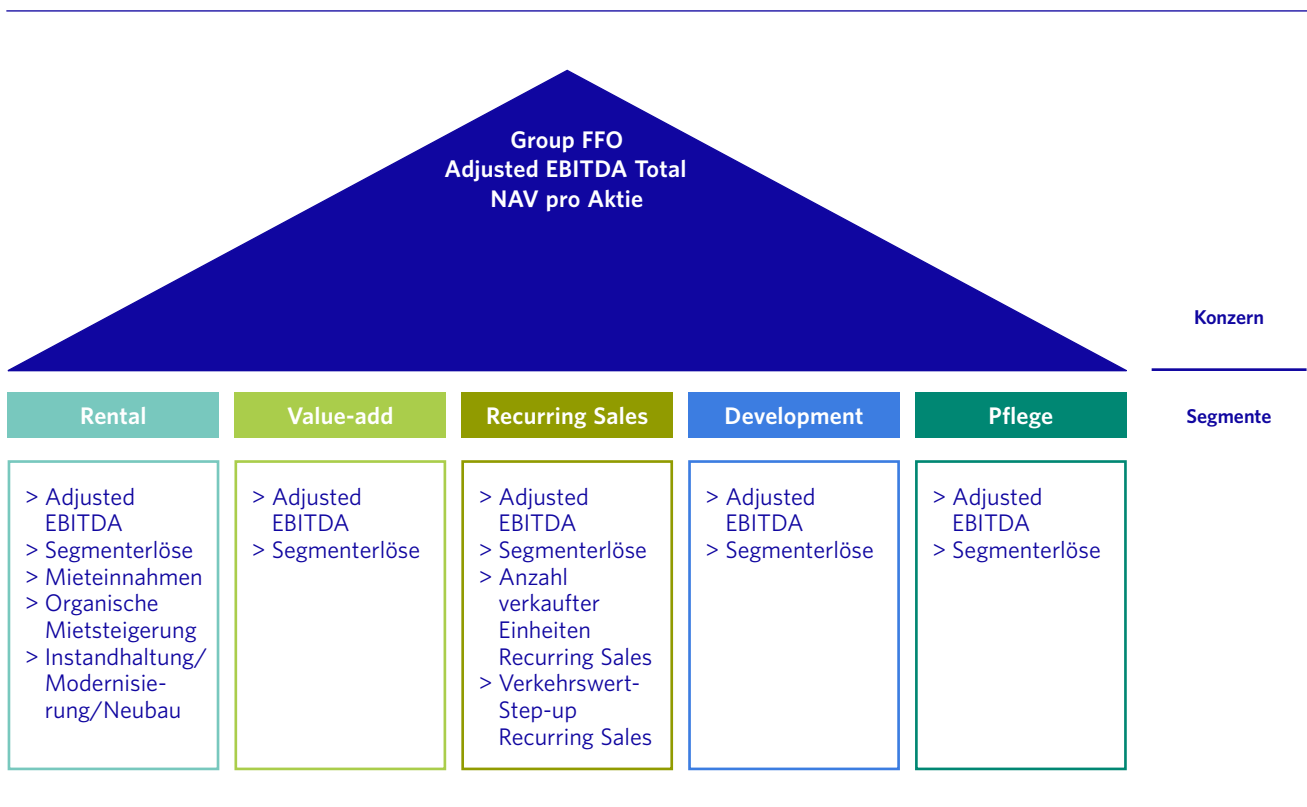 Group FFO
Adjusted EBITDA Total
NAV pro Aktie
Konzern
Rental
Value-add
Recurring Sales
Development
Pflege
Segmente
> Adjusted
EBITDA
> Segmenterlöse
> Mieteinnahmen
> Organische
Mietsteigerung
> Instandhaltung/
Modernisie-
rung/Neubau
> Adjusted
EBITDA
> Segmenterlöse
> Adjusted
EBITDA
> Segmenterlöse
> Anzahl
verkaufter
Einheiten
Recurring Sales
> Verkehrswert-
Step-up
Recurring Sales
> Adjusted
EBITDA
> Segmenterlöse
> Adjusted
EBITDA
> Segmenterlöse